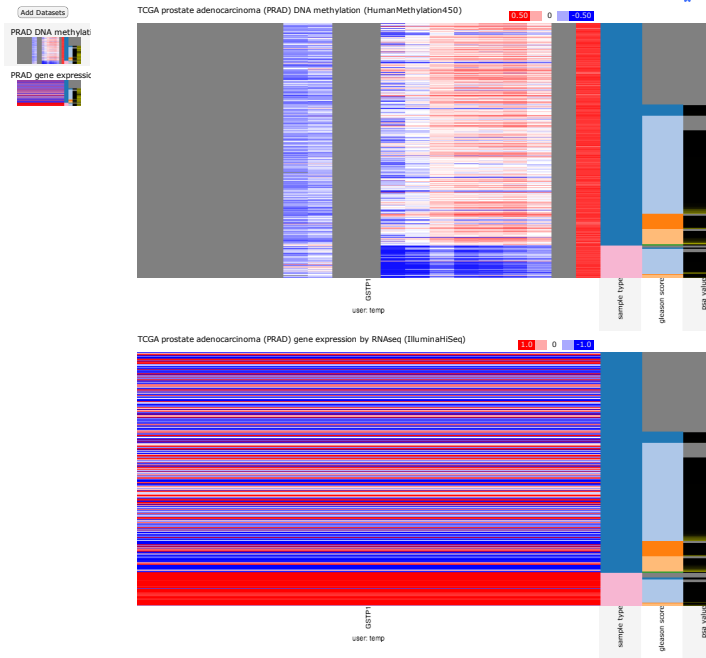 Add Datasets
PRAD DNA methylati
PRAD gene expressic
TCGA prostate adenocarcinoma (PRAD) DNA methylation (HumanMethylation450)
0.50 0 -0.50
GSTP1
user: temp
sample type
gleason score
psa value
TCGA prostate adenocarcinoma (PRAD) gene expression by RNAseq (IlluminaHiSeq)
1.0 0 -1.0
GSTP1
user: temp
sample type
gleason score
psa value